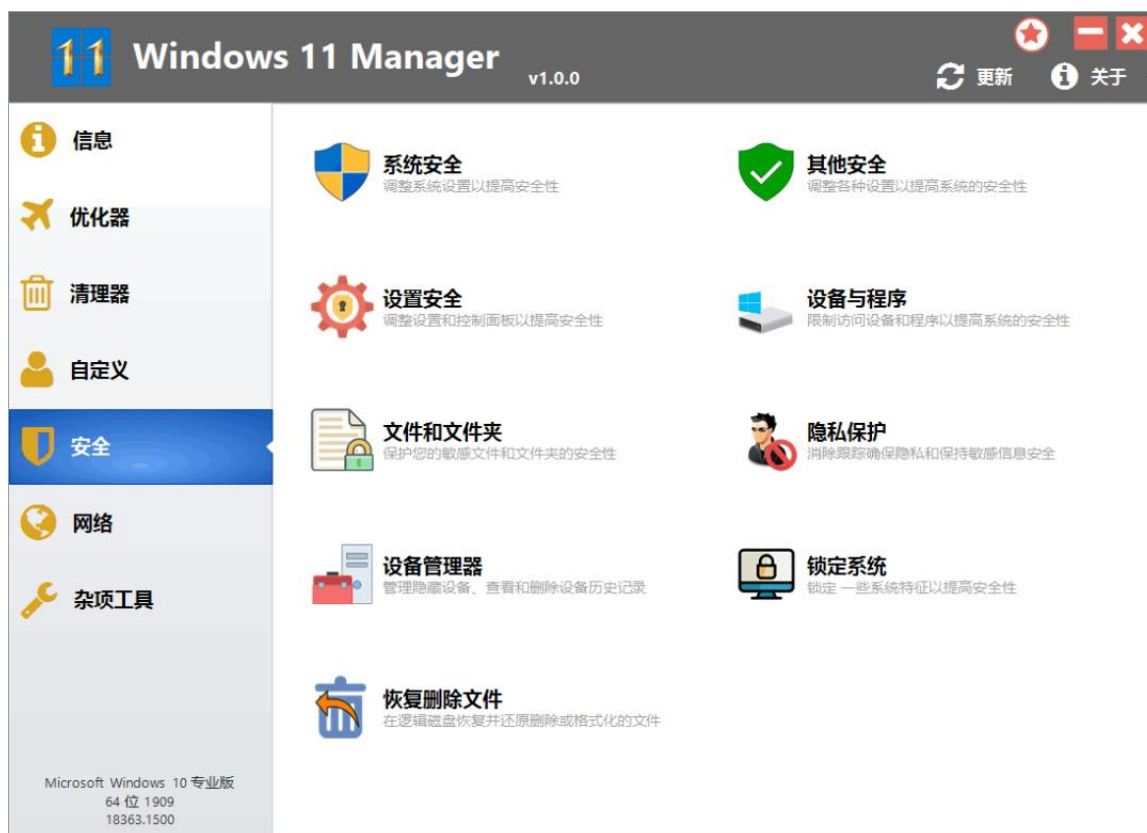 11 Windows 11 Manager v1.0.0
更新 关于
信息
优化器
清理器
自定义
安全
网络
杂项工具
系统安全
调整系统设置以提高安全性
其他安全
调整各种设置以提高系统的安全性
设置安全
调整设置和控制面板以提高安全性
设备与程序
限制访问设备和程序以提高系统的安全性
文件和文件夹
保护您的敏感文件和文件夹的安全性
隐私保护
消除跟踪确保隐私和保持敏感信息安全
设备管理器
管理隐藏设备、查看和删除设备历史记录
锁定系统
锁定 一些系统特征以提高安全性
恢复删除文件
在逻辑磁盘恢复并还原删除或格式化的文件
Microsoft Windows 10 专业版
64 位 1909
18363.1500